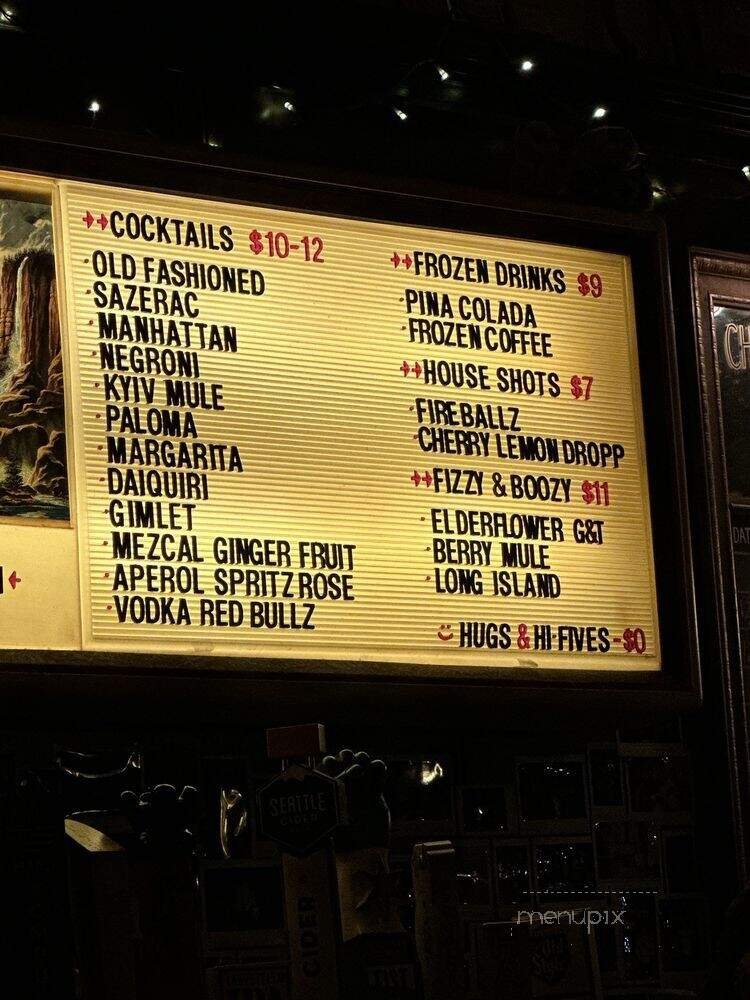 COCKTAILS $10-12
OLD FASHIONED
SAZERAC
MANHATTAN
NEGRONI
KYIV MULE
PALOMA
MARGARITA
DAIQUIRI
GIMLET
MEZCAL GINGER FRUIT
APEROL SPRITZ ROSE
VODKA RED BULLZ
FROZEN DRINKS $9
PINA COLADA
FROZEN COFFEE
HOUSE SHOTS $7
FIREBALLZ
CHERRY LEMON DROPP
FIZZY & BOOZY $11
ELDERFLOWER G&T
BERRY MULE
LONG ISLAND
HUGS & HI-FIVES - $0
SEATTLE
CIDER
CIDER
menupix